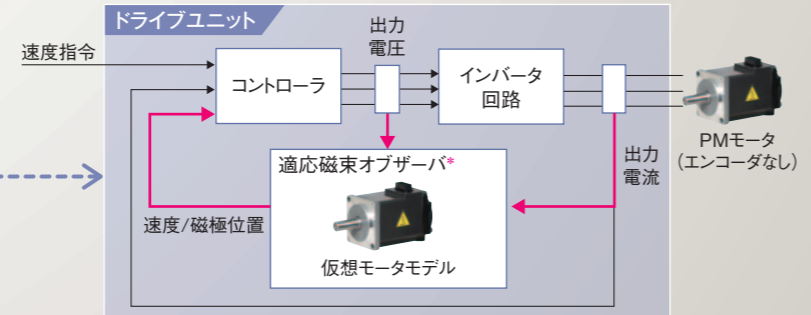 ドライブユニット
出力
電圧
速度指令
コントローラ
インバータ
回路
PMモータ
（エンコーダなし）
適応磁束オブザーバ*
出力
電流
速度/磁極位置
仮想モータモデル